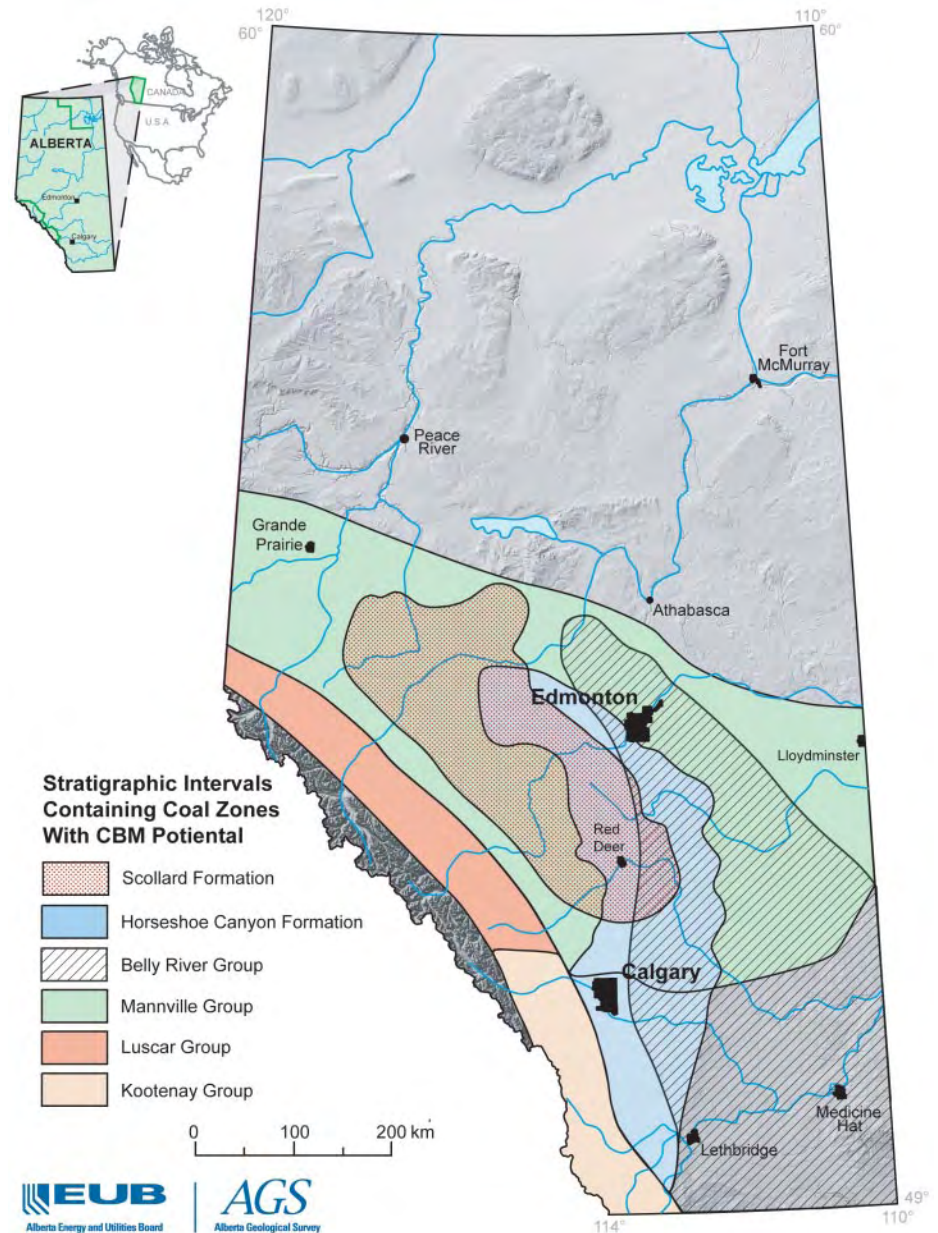 120°
110°
60°
60°
CANADA
U.S.A
ALBERTA
Edmonton
Calgary
Fort
McMurray
Peace
River
Grande
Prairie
Athabasca
Edmonton
Lloydminster
Red
Deer
Calgary
Medicine
Hat
Lethbridge
Stratigraphic Intervals
Containing Coal Zones
With CBM Potiental
Scollard Formation
Horseshoe Canyon Formation
Belly River Group
Mannville Group
Luscar Group
Kootenay Group
0 100 200 km
49°
114°
110°
EUB
Alberta Energy and Utilities Board
AGS
Alberta Geological Survey